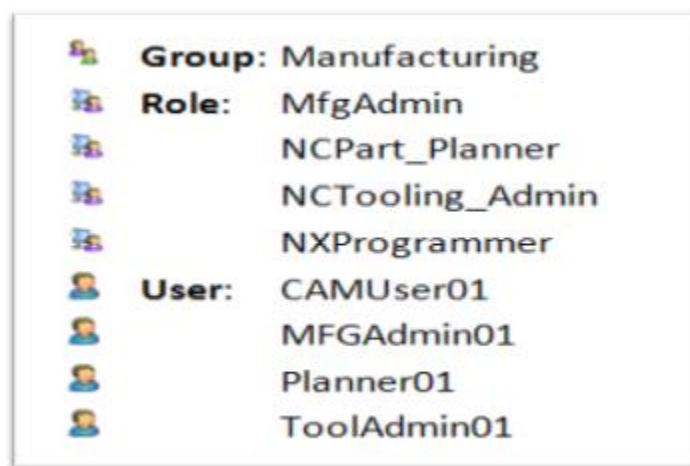 Group: Manufacturing
Role: MfgAdmin
NCPart_Planner
NCTooling_Admin
NXProgrammer
User: CAMUser01
MFGAdmin01
Planner01
ToolAdmin01